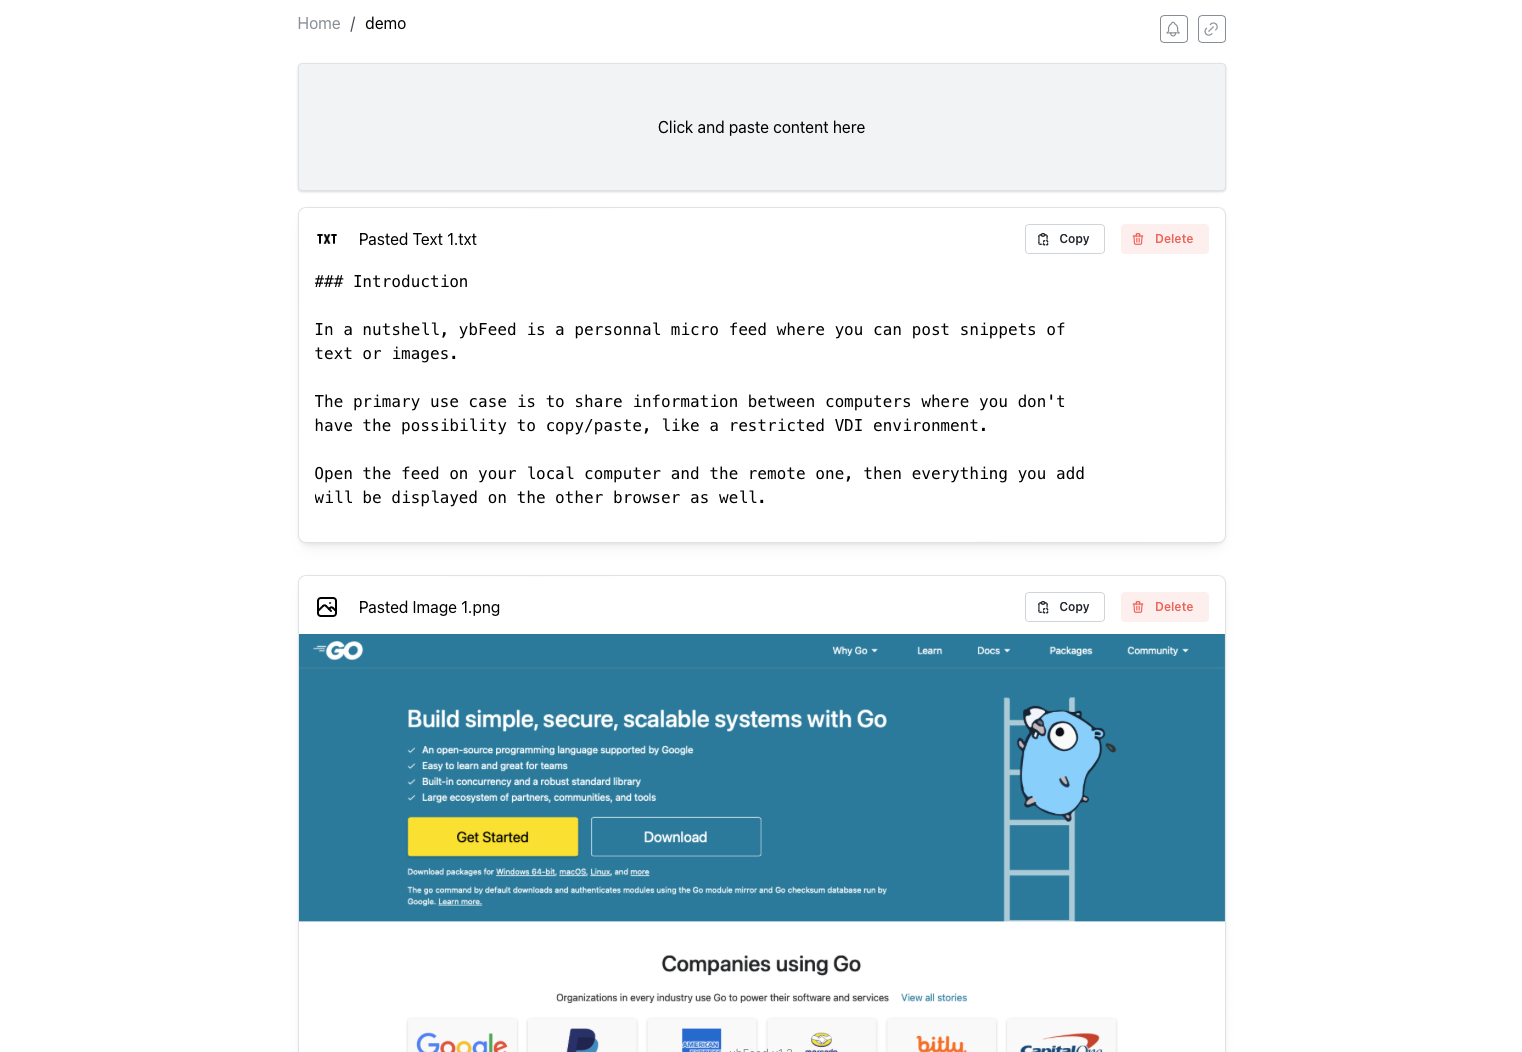 Home / demo
Click and paste content here
TXT Pasted Text 1.txt Copy Delete
### Introduction
In a nutshell, ybFeed is a personnal micro feed where you can post snippets of
text or images.
The primary use case is to share information between computers where you don't
have the possibility to copy/paste, like a restricted VDI environment.
Open the feed on your local computer and the remote one, then everything you add
will be displayed on the other browser as well.
Pasted Image 1.png Copy Delete
GO Why Go Learn Docs Packages Community
Build simple, secure, scalable systems with Go
An open-source programming language supported by Google
Easy to learn and great for teams
Built-in concurrency and a robust standard library
Large ecosystem of partners, communities, and tools
Get Started Download
Download packages for Windows 64-bit, macOS, Linux, and more
The go command by default downloads and authenticates modules using the Go module mirror and Go checksum database run by
Google. Learn more.
Companies using Go
Organizations in every industry use Go to power their software and services View all stories
Google AMERICAN EXPRESS mercado bitly Capital One
ybFeed v1.2